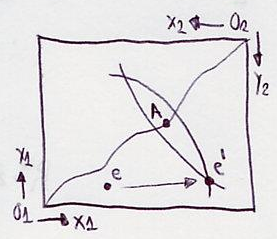 X2 ← O2
↓
Y2
A
e → e'
Y1
↑
O1 → X1